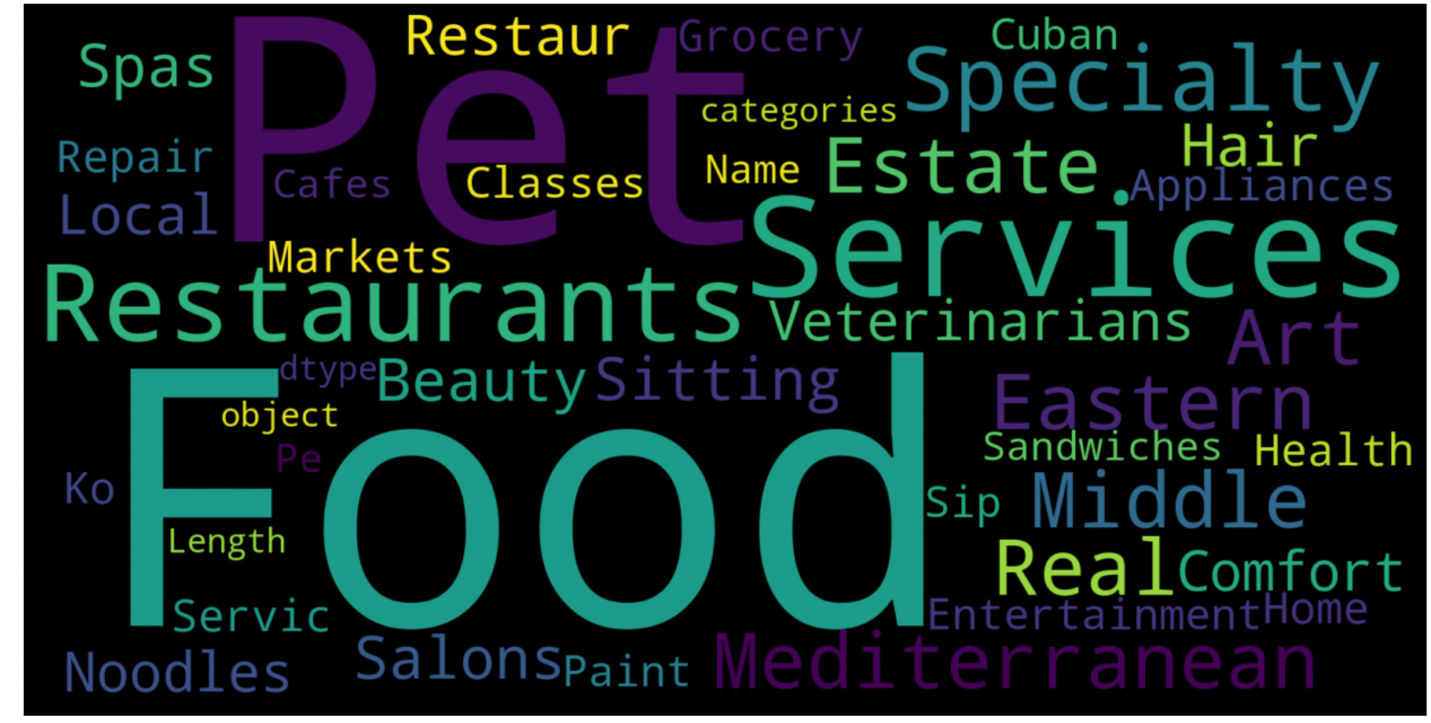 Pet
Restaur
Grocery
Cuban
Spas
Specialty
categories
Repair
Cafes
Classes
Name
Estate
Hair
Appliances
Local
Services
Markets
Restaurants
Veterinarians
Art
dtype
Beauty
Sitting
Eastern
object
Food
Pe
Sandwiches
Health
Ko
Sip
Middle
Length
Real
Comfort
Servic
Entertainment
Home
Noodles
Salons
Paint
Mediterranean